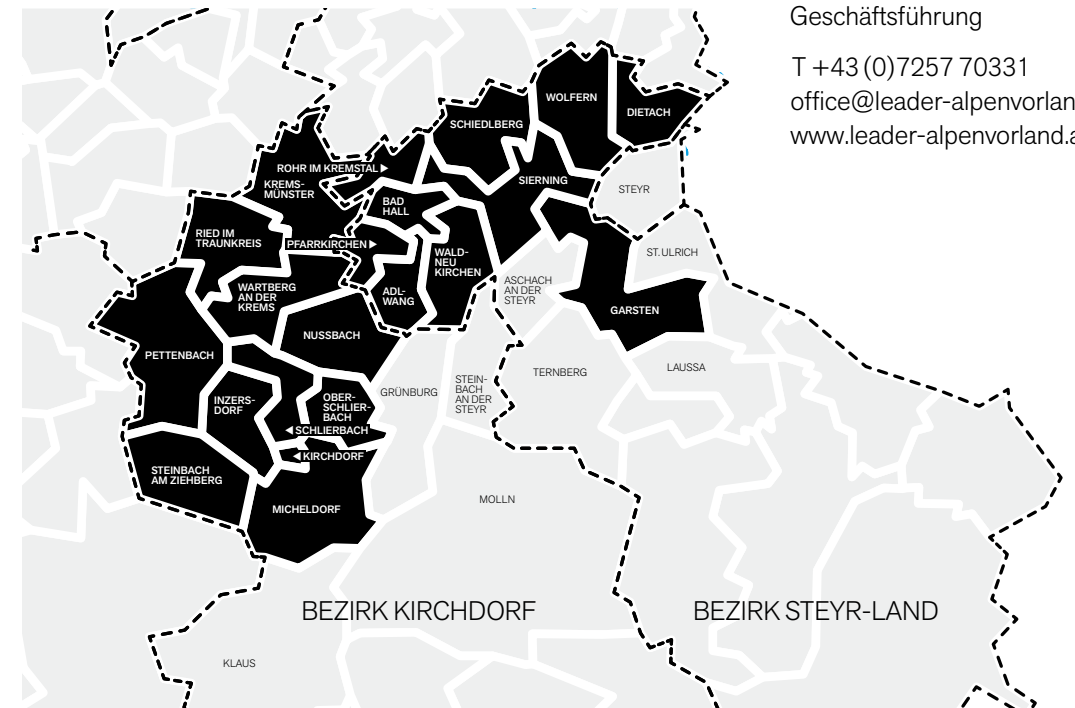 Geschäftsführung
T +43 (0)7257 70331
office@leader-alpenvorlan
www.leader-alpenvorland.a
WOLFERN
DIETACH
SCHIEDLBERG
ROHR IM KREMSTAL
KREMS-
MÜNSTER
SIERNING
STEYR
BAD
HALL
RIED IM
TRAUNKREIS
PFARRKIRCHEN
WALD-
NEU
KIRCHEN
ST. ULRICH
ASCHACH
AN DER
STEYR
WARTBERG
AN DER
KREMS
ADL-
WANG
GARSTEN
NUSSBACH
PETTENBACH
TERNBERG
LAUSSA
GRÜNBURG
STEIN-
BACH
AN DER
STEYR
INZERS-
DORF
OBER-
SCHLIER-
BACH
SCHLIERBACH
KIRCHDORF
STEINBACH
AM ZIEHBERG
MICHELDORF
MOLLN
BEZIRK KIRCHDORF
BEZIRK STEYR-LAND
KLAUS